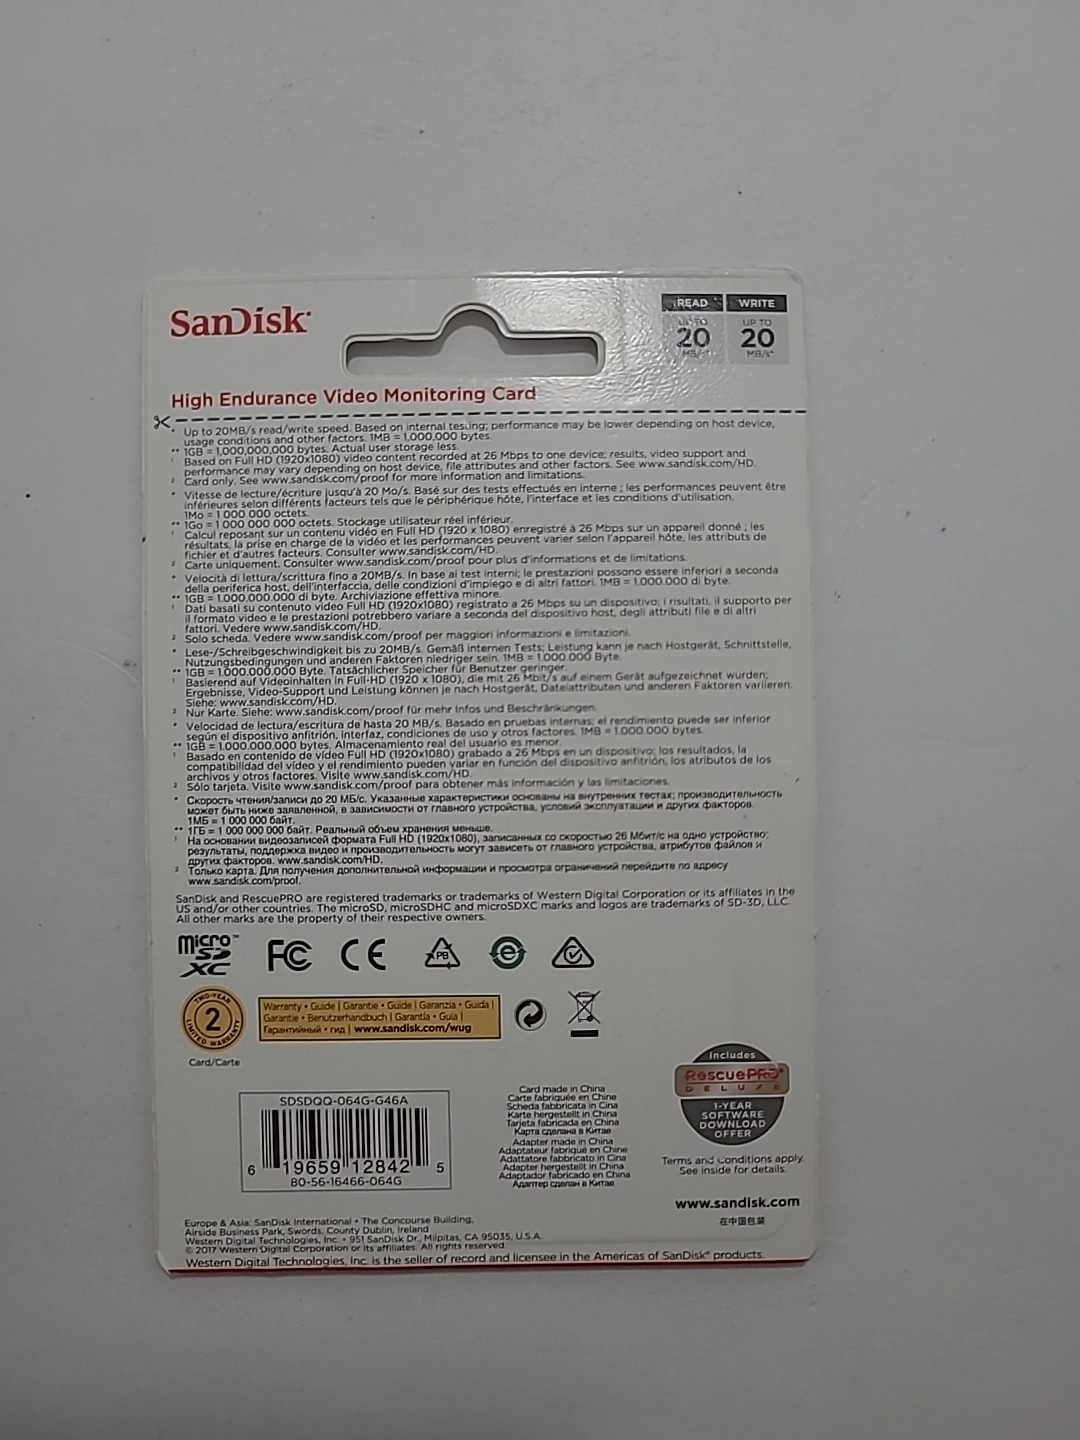 SanDisk
READ WRITE
UP TO UP TO
20 20
MB/s* MB/s*
High Endurance Video Monitoring Card
* Up to 20MB/s read/write speed. Based on internal testing; performance may be lower depending on host device,
usage conditions and other factors. 1MB = 1,000,000 bytes.
** 1GB = 1,000,000,000 bytes. Actual user storage less.
¹ Based on Full HD (1920x1080) video content recorded at 26 Mbps to one device; results, video support and
performance may vary depending on host device, file attributes and other factors. See www.sandisk.com/HD.
² Card only. See www.sandisk.com/proof for more information and limitations.
* Vitesse de lecture/écriture jusqu'à 20 Mo/s. Basé sur des tests effectués en interne ; les performances peuvent être
inférieures selon différents facteurs tels que le périphérique hôte, l'interface et les conditions d'utilisation.
1Mo = 1 000 000 octets.
** 1Go = 1 000 000 000 octets. Stockage utilisateur réel inférieur.
¹ Calcul reposant sur un contenu vidéo en Full HD (1920 x 1080) enregistré à 26 Mbps sur un appareil donné ; les
résultats, la prise en charge de la vidéo et les performances peuvent varier selon l'appareil hôte, les attributs de
fichier et d'autres facteurs. Consulter www.sandisk.com/HD.
² Carte uniquement. Consulter www.sandisk.com/proof pour plus d'informations et de limitations.
* Velocità di lettura/scrittura fino a 20MB/s. In base ai test interni; le prestazioni possono essere inferiori a seconda
della periferica host, dell'interfaccia, delle condizioni d'impiego e di altri fattori. 1MB = 1.000.000 di byte.
** 1GB = 1.000.000.000 di byte. Archiviazione effettiva minore.
¹ Dati basati su contenuto video Full HD (1920x1080) registrato a 26 Mbps su un dispositivo; i risultati, il supporto per
il formato video e le prestazioni potrebbero variare a seconda del dispositivo host, degli attributi file e di altri
fattori. Vedere www.sandisk.com/HD.
² Solo scheda. Vedere www.sandisk.com/proof per maggiori informazioni e limitazioni.
* Lese-/Schreibgeschwindigkeit bis zu 20MB/s. Gemäß internen Tests; Leistung kann je nach Hostgerät, Schnittstelle,
Nutzungsbedingungen und anderen Faktoren niedriger sein. 1MB = 1.000.000 Byte.
** 1GB = 1.000.000.000 Byte. Tatsächlicher Speicher für Benutzer geringer.
¹ Basierend auf Videoinhalten in Full-HD (1920 x 1080), die mit 26 Mbit/s auf einem Gerät aufgezeichnet wurden;
Ergebnisse, Video-Support und Leistung können je nach Hostgerät, Dateiattributen und anderen Faktoren variieren.
Siehe: www.sandisk.com/HD.
² Nur Karte. Siehe: www.sandisk.com/proof für mehr Infos und Beschränkungen.
* Velocidad de lectura/escritura de hasta 20 MB/s. Basado en pruebas internas; el rendimiento puede ser inferior
según el dispositivo anfitrión, interfaz, condiciones de uso y otros factores. 1MB = 1.000.000 bytes.
** 1GB = 1.000.000.000 bytes. Almacenamiento real del usuario es menor.
¹ Basado en contenido de vídeo Full HD (1920x1080) grabado a 26 Mbps en un dispositivo; los resultados, la
compatibilidad del vídeo y el rendimiento pueden variar en función del dispositivo anfitrión, los atributos de los
archivos y otros factores. Visite www.sandisk.com/HD.
² Sólo tarjeta. Visite www.sandisk.com/proof para obtener más información y las limitaciones.
* Скорость чтения/записи до 20 МБ/с. Указанные характеристики основаны на внутренних тестах; производительность
может быть ниже заявленной, в зависимости от главного устройства, условий эксплуатации и других факторов.
1МБ = 1 000 000 байт.
** 1ГБ = 1 000 000 000 байт. Реальный объем хранения меньше.
¹ На основании видеозаписей формата Full HD (1920x1080), записанных со скоростью 26 Мбит/с на одно устройство;
результаты, поддержка видео и производительность могут зависеть от главного устройства, атрибутов файлов и
других факторов. www.sandisk.com/HD.
² Только карта. Для получения дополнительной информации и просмотра ограничений перейдите по адресу
www.sandisk.com/proof.
SanDisk and RescuePRO are registered trademarks or trademarks of Western Digital Corporation or its affiliates in the
US and/or other countries. The microSD, microSDHC and microSDXC marks and logos are trademarks of SD-3D, LLC.
All other marks are the property of their respective owners.
micro SD XC™ FC CE PB e
TWO-YEAR
2
LIMITED WARRANTY
Card/Carte
Warranty • Guide | Garantie • Guide | Garanzia • Guida |
Garantie • Benutzerhandbuch | Garantía • Guía |
Гарантийный • гид | www.sandisk.com/wug
Includes
RescuePRO®
DELUXE
1-YEAR
SOFTWARE
DOWNLOAD
OFFER
Terms and Conditions apply.
See inside for details.
SDSDQQ-064G-G46A
6 19659 12842 5
80-56-16466-064G
Card made in China
Carte fabriquée en Chine
Scheda fabbricata in Cina
Karte hergestellt in China
Tarjeta fabricada en China
Карта сделана в Китае
Adapter made in China
Adaptateur fabriqué en Chine
Adattatore fabbricato in Cina
Adapter hergestellt in China
Adaptador fabricado en China
Адаптер сделан в Китае
www.sandisk.com
在中国包装
Europe & Asia: SanDisk International • The Concourse Building,
Airside Business Park, Swords, County Dublin, Ireland
Western Digital Technologies, Inc. • 951 SanDisk Dr., Milpitas, CA 95035, U.S.A.
© 2017 Western Digital Corporation or its affiliates. All rights reserved.
Western Digital Technologies, Inc. is the seller of record and licensee in the Americas of SanDisk® products.